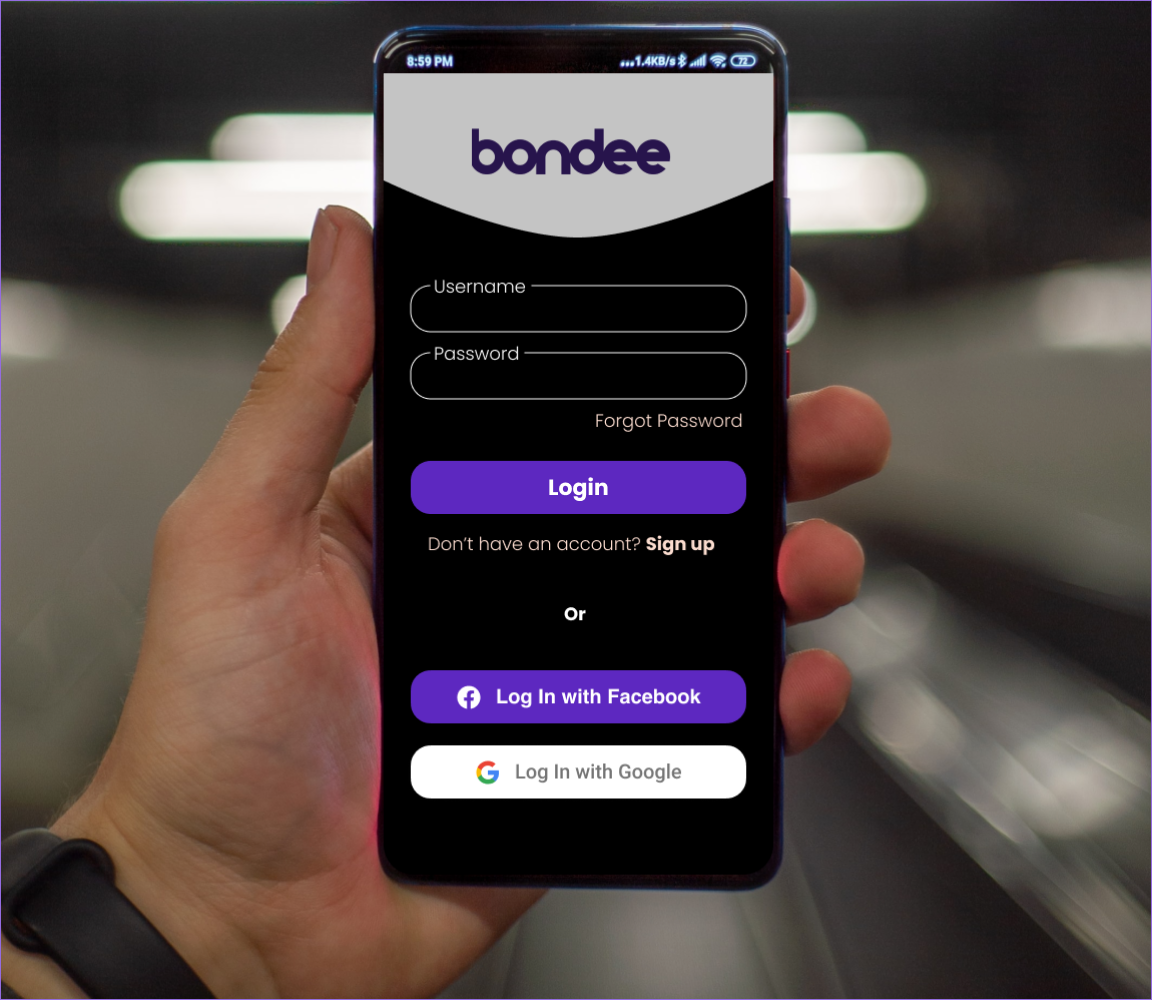 8:59 PM ...1.4KB/s 72
bondee
Username
Password
Forgot Password
Login
Don't have an account? Sign up
Or
Log In with Facebook
Log In with Google